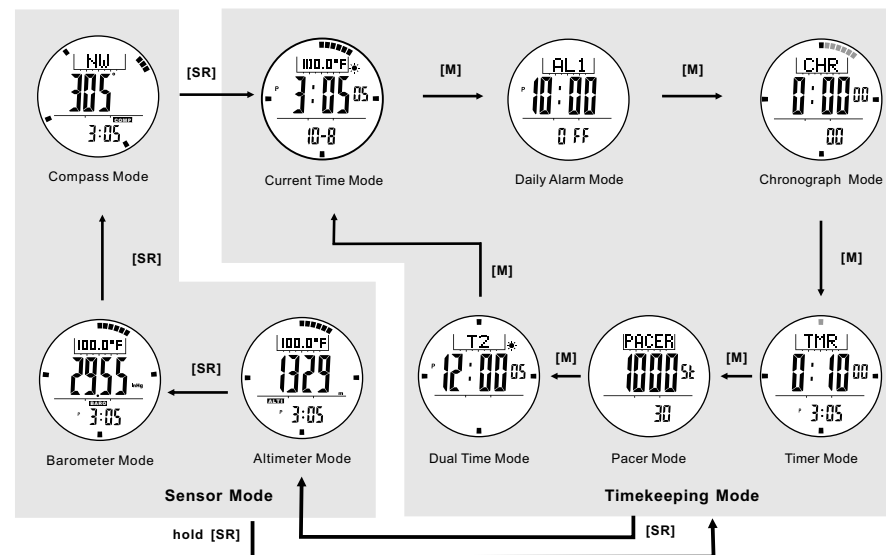 NW
305°
COMP
3:05
Compass Mode
[SR]
100.0°F
P 3:05 05
10-8
Current Time Mode
[M]
AL1
P 10:00
OFF
Daily Alarm Mode
[M]
CHR
0:00 00
00
Chronograph Mode
[M]
TMR
0:10 00
P 3:05
Timer Mode
[M]
PACER
1000 St
30
Pacer Mode
[M]
T2
P 12:00 05
Dual Time Mode
[M]
Timekeeping Mode
[SR]
100.0°F
1329 m
ALTI
P 3:05
Altimeter Mode
[SR]
100.0°F
29.55 inHg
BARO
P 3:05
Barometer Mode
[SR]
Sensor Mode
hold [SR]